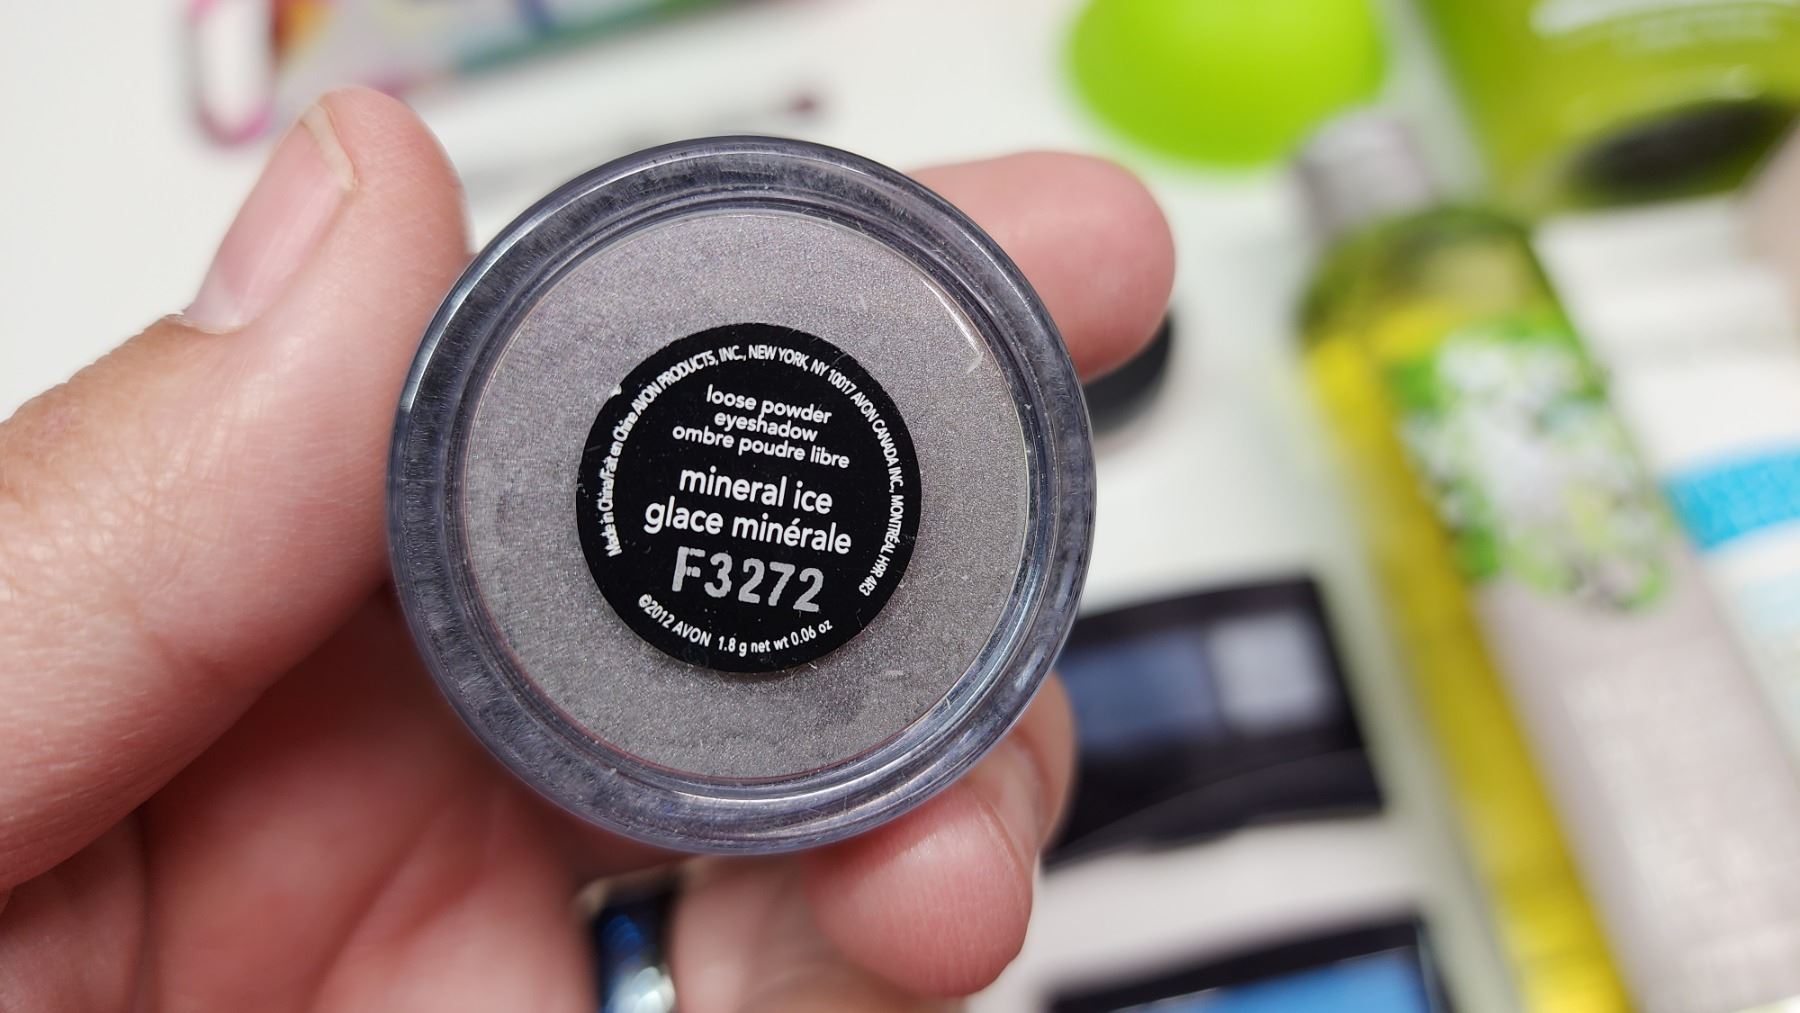 Made in China/Fait en Chine AVON PRODUCTS, INC., NEW YORK, NY 10017 AVON CANADA INC., MONTRÉAL H9R 4R3
loose powder
eyeshadow
ombre poudre libre
mineral ice
glace minérale
F3272
©2012 AVON 1.8 g net wt 0.06 oz